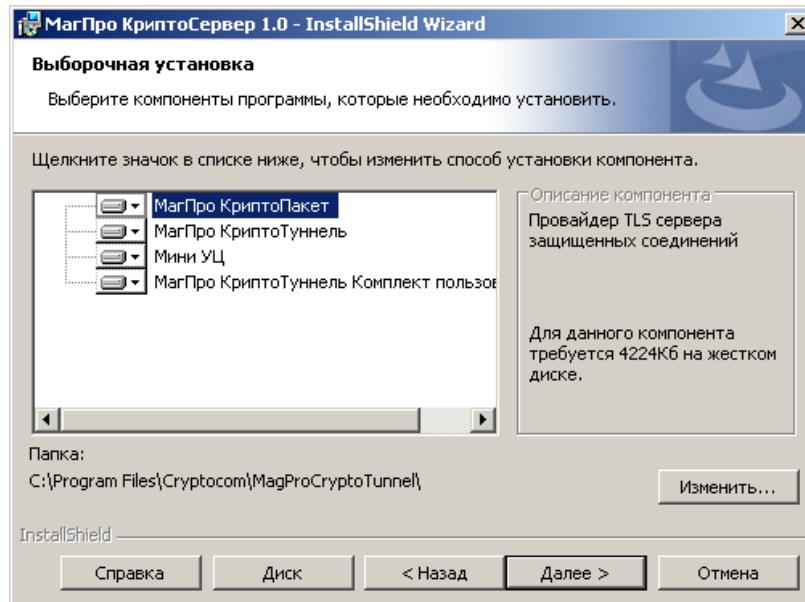 МагПро КриптоСервер 1.0 - InstallShield Wizard
Выборочная установка
Выберите компоненты программы, которые необходимо установить.
Щелкните значок в списке ниже, чтобы изменить способ установки компонента.
МагПро КриптоПакет
МагПро КриптоТуннель
Мини УЦ
МагПро КриптоТуннель Комплект пользов
Описание компонента
Провайдер TLS сервера
защищенных соединений
Для данного компонента
требуется 4224Кб на жестком
диске.
Папка:
C:\Program Files\Cryptocom\MagProCryptoTunnel\
Изменить...
InstallShield
Справка
Диск
< Назад
Далее >
Отмена